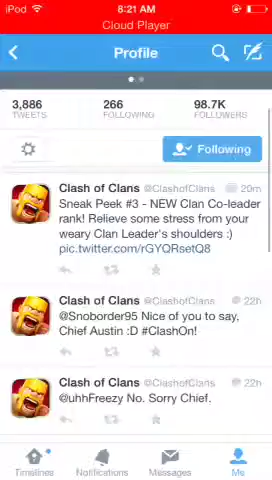 iPod 8:21 AM
Cloud Player
Profile
3,886 266 98.7K
TWEETS FOLLOWING FOLLOWERS
Following
Clash of Clans @ClashofClans 20m
Sneak Peek #3 - NEW Clan Co-leader
rank! Relieve some stress from your
weary Clan Leader's shoulders :)
pic.twitter.com/rGYQRsetQ8
Clash of Clans @ClashofClans 22h
@Snoborder95 Nice of you to say,
Chief Austin :D #ClashOn!
Clash of Clans @ClashofClans 22h
@uhhFreezy No. Sorry Chief.
Timelines Notifications Messages Me